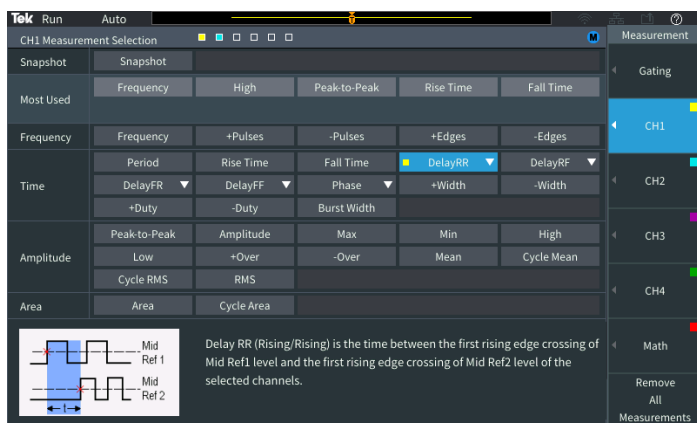 Tek Run Auto
CH1 Measurement Selection M Measurement
Snapshot Snapshot
Gating
Most Used Frequency High Peak-to-Peak Rise Time Fall Time
CH1
Frequency Frequency +Pulses -Pulses +Edges -Edges
Time Period Rise Time Fall Time DelayRR DelayRF
DelayFR DelayFF Phase +Width -Width
+Duty -Duty Burst Width
CH2
Amplitude Peak-to-Peak Amplitude Max Min High
Low +Over -Over Mean Cycle Mean
Cycle RMS RMS
CH3
Area Area Cycle Area
CH4
Mid
Ref 1
Mid
Ref 2
t
Delay RR (Rising/Rising) is the time between the first rising edge crossing of
Mid Ref1 level and the first rising edge crossing of Mid Ref2 level of the
selected channels.
Math
Remove
All
Measurements